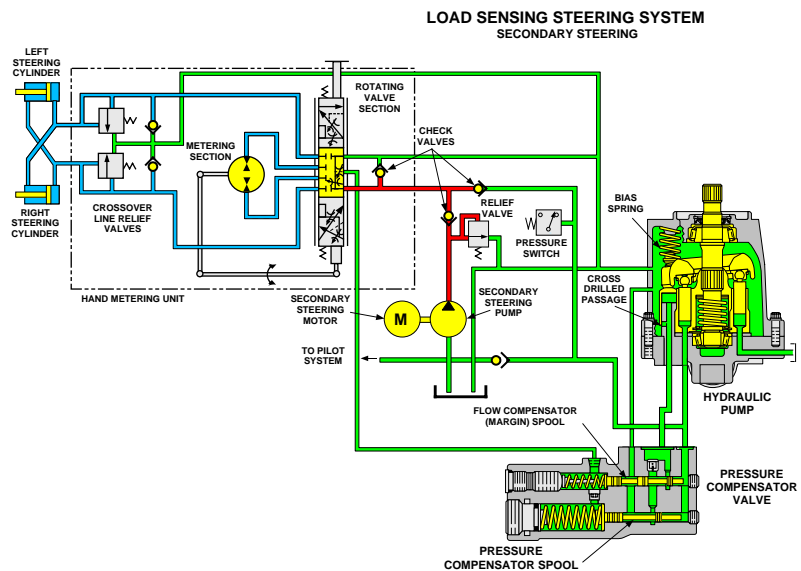 LOAD SENSING STEERING SYSTEM
SECONDARY STEERING
LEFT
STEERING
CYLINDER
ROTATING
VALVE
SECTION
METERING
SECTION
CHECK
VALVES
RIGHT
STEERING
CYLINDER
CROSSOVER
LINE RELIEF
VALVES
RELIEF
VALVE
PRESSURE
SWITCH
BIAS
SPRING
CROSS
DRILLED
PASSAGE
HAND METERING UNIT
SECONDARY
STEERING
MOTOR
M
SECONDARY
STEERING
PUMP
TO PILOT
SYSTEM
HYDRAULIC
PUMP
FLOW COMPENSATOR
(MARGIN) SPOOL
PRESSURE
COMPENSATOR
VALVE
PRESSURE
COMPENSATOR SPOOL